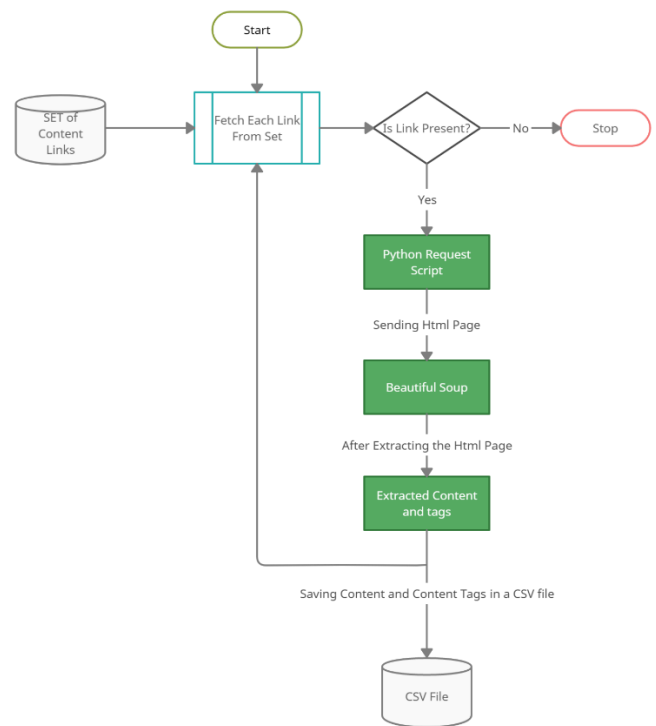 Start
SET of
Content
Links
Fetch Each Link
From Set
Is Link Present?
No
Stop
Yes
Python Request
Script
Sending Html Page
Beautiful Soup
After Extracting the Html Page
Extracted Content
and tags
Saving Content and Content Tags in a CSV file
CSV File